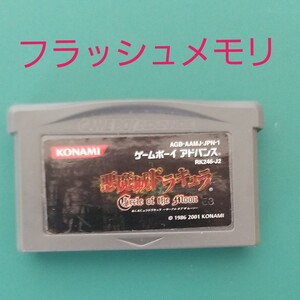 フラッシュメモリ
KONAMI
AGB-AAMJ-JPN-1
ゲームボーイ アドバンス
RK246-J2
悪魔城ドラキュラ
Circle of the Moon
© 1986 2001 KONAMI